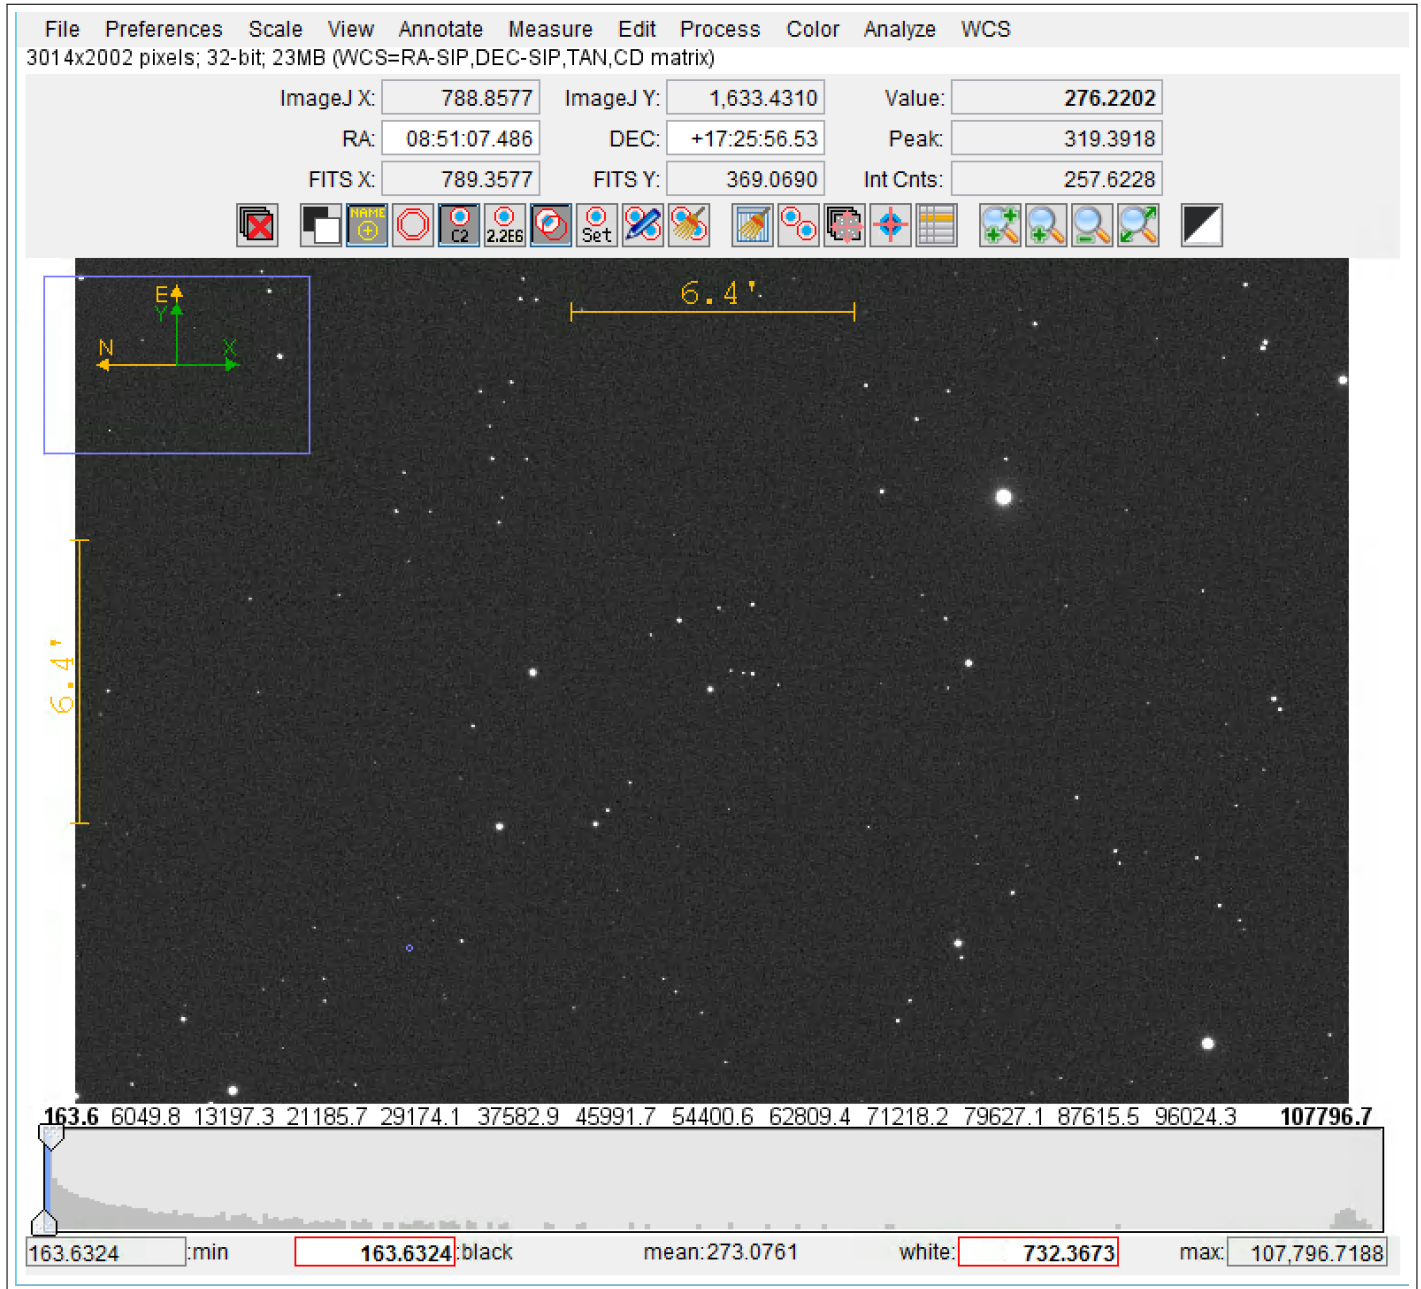 File Preferences Scale View Annotate Measure Edit Process Color Analyze WCS
3014x2002 pixels; 32-bit; 23MB (WCS=RA-SIP,DEC-SIP,TAN,CD matrix)
ImageJ X: 788.8577 ImageJ Y: 1,633.4310 Value: 276.2202
RA: 08:51:07.486 DEC: +17:25:56.53 Peak: 319.3918
FITS X: 789.3577 FITS Y: 369.0690 Int Cnts: 257.6228
NAME C2 2.2E6 Set
6.4'
E
Y
N X
6.4'
163.6 6049.8 13197.3 21185.7 29174.1 37582.9 45991.7 54400.6 62809.4 71218.2 79627.1 87615.5 96024.3 107796.7
163.6324 :min 163.6324 :black mean:273.0761 white: 732.3673 max: 107,796.7188